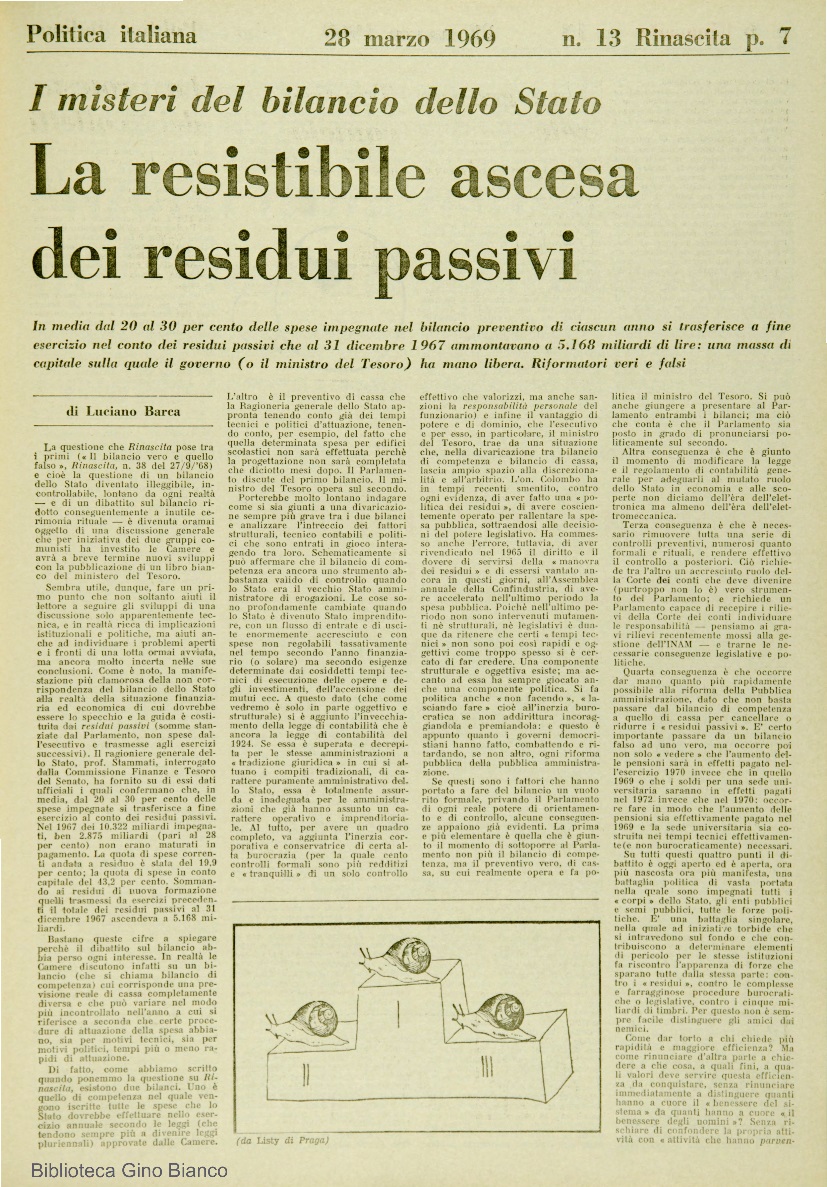 Politica italiana 28 marzo 1969 n. 13 Rinascita p. 7
I misteri del bilancio dello Stato
La resistibile ascesa
dei residui passivi
In media dal 20 al 30 per cento delle spese impegnate nel bilancio preventivo di ciascun anno si trasferisce a fine
esercizio nel conto dei residui passivi che al 31 dicembre 1967 ammontavano a 5.168 miliardi di lire: una massa di
capitale sulla quale il governo (o il ministro del Tesoro) ha mano libera. Riformatori veri e falsi
di Luciano Barca
La questione che Rinascita pose tra
i primi (« Il bilancio vero e quello
falso », Rinascita, n. 38 del 27/9/'68)
e cioè la questione di un bilancio
dello Stato diventato illeggibile, in-
controllabile, lontano da ogni realtà
— e di un dibattito sul bilancio ri-
dotto conseguentemente a inutile ce-
rimonia rituale — è divenuta oramai
oggetto di una discussione generale
che per iniziativa dei due gruppi co-
munisti ha investito le Camere e
avrà a breve termine nuovi sviluppi
con la pubblicazione di un libro bian-
co del ministero del Tesoro.
Sembra utile, dunque, fare un pri-
mo punto che non soltanto aiuti il
lettore a seguire gli sviluppi di una
discussione solo apparentemente tec-
nica, e in realtà ricca di implicazioni
istituzionali e politiche, ma aiuti an-
che ad individuare i problemi aperti
e i fronti di una lotta ormai avviata,
ma ancora molto incerta nelle sue
conclusioni. Come è noto, la manife-
stazione più clamorosa della non cor-
rispondenza del bilancio dello Stato
alla realtà della situazione finanzia-
ria ed economica di cui dovrebbe
essere lo specchio e la guida è costi-
tuita dai residui passivi (somme stan-
ziate dal Parlamento, non spese dal-
l'esecutivo e trasmesse agli esercizi
successivi). Il ragioniere generale del-
lo Stato, prof. Stammati, interrogato
dalla Commissione Finanze e Tesoro
del Senato, ha fornito su di essi dati
ufficiali i quali confermano che, in
media, dal 20 al 30 per cento delle
spese impegnate si trasferisce a fine
esercizio al conto dei residui passivi.
Nel 1967 dei 10.322 miliardi impegna-
ti, ben 2.875 miliardi (pari al 28
per cento) non erano maturati in
pagamento. La quota di spese corren-
ti andata a residuo è stata del 19,9
per cento; la quota di spese in conto
capitale del 43,2 per cento. Somman-
do ai residui di nuova formazione
quelli trasmessi da esercizi preceden-
ti il totale dei residui passivi al 31
dicembre 1967 ascendeva a 5.168 mi-
liardi.
Bastano queste cifre a spiegare
perchè il dibattito sul bilancio ab-
bia perso ogni interesse. In realtà le
Camere discutono infatti su un bi-
lancio (che si chiama bilancio di
competenza) cui corrisponde una pre-
visione reale di cassa completamente
diversa e che può variare nel modo
più incontrollato nell'anno a cui si
riferisce a seconda che certe proce-
dure di attuazione della spesa abbia-
no, sia per motivi tecnici, sia per
motivi politici, tempi più o meno ra-
pidi di attuazione.
Di fatto, come abbiamo scritto
quando ponemmo la questione su Ri-
nascita, esistono due bilanci. Uno è
quello di competenza nel quale ven-
gono iscritte tutte le spese che lo
Stato dovrebbe effettuare nello eser-
cizio annuale secondo le leggi (che
tendono sempre più a divenire leggi
pluriennali) approvate dalle Camere.
L'altro è il preventivo di cassa che
la Ragioneria generale dello Stato ap-
pronta tenendo conto già dei tempi
tecnici e politici d'attuazione, tenen-
do conto, per esempio, del fatto che
quella determinata spesa per edifici
scolastici non sarà effettuata perchè
la progettazione non sarà completata
che diciotto mesi dopo. Il Parlamen-
to discute del primo bilancio. Il mi-
nistro del Tesoro opera sul secondo.
Porterebbe molto lontano indagare
come si sia giunti a una divaricazio-
ne sempre più grave tra i due bilanci
e analizzare l'intreccio dei fattori
strutturali, tecnico contabili e politi-
ci che sono entrati in gioco intera-
gendo tra loro. Schematicamente si
può affermare che il bilancio di com-
petenza era ancora uno strumento ab-
bastanza valido di controllo quando
lo Stato era il vecchio Stato ammi-
nistratore di erogazioni. Le cose so-
no profondamente cambiate quando
lo Stato è divenuto Stato imprendito-
re, con un flusso di entrate e di usci-
te enormemente accresciuto e con
spese non regolabili tassativamente
nel tempo secondo l'anno finanzia-
rio (o solare) ma secondo esigenze
determinate dai cosiddetti tempi tec-
nici di esecuzione delle opere e de-
gli investimenti, dell'accensione dei
mutui ecc. A questo dato (che come
vedremo è solo in parte oggettivo e
strutturale) si è aggiunto l'invecchia-
mento della legge di contabilità che è
ancora la legge di contabilità del
1924. Se essa è superata e decrepi-
ta per le stesse amministrazioni a
« tradizione giuridica » in cui si at-
tuano i compiti tradizionali, di ca-
rattere puramente amministrativo del-
lo Stato, essa è totalmente assur-
da e inadeguata per le amministra-
zioni che già hanno assunto un ca-
rattere operativo e imprenditoria-
le. Al tutto, per avere un quadro
completo, va aggiunta l'inerzia cor-
porativa e conservatrice di certa al-
ta burocrazia (per la quale cento
controlli formali sono più redditizi
e « tranquilli » di un solo controllo
effettivo che valorizzi, ma anche san-
zioni la responsabilità personale del
funzionario) e infine il vantaggio di
potere e di dominio, che l'esecutivo
e per esso, in particolare, il ministro
del Tesoro, trae da una situazione
che, nella divaricazione tra bilancio
di competenza e bilancio di cassa,
lascia ampio spazio alla discreziona-
lità e all'arbitrio. L'on. Colombo ha
in tempi recenti smentito, contro
ogni evidenza, di aver fatto una « po-
litica dei residui », di avere coscien-
temente operato per rallentare la spe-
sa pubblica, sottraendosi alle decisio-
ni del potere legislativo. Ha commes-
so anche l'errore, tuttavia, di aver
rivendicato nel 1965 il diritto e il
dovere di servirsi della « manovra
dei residui » e di essersi vantato an-
cora in questi giorni, all'Assemblea
annuale della Confindustria, di ave-
re accelerato nell'ultimo periodo la
spesa pubblica. Poichè nell'ultimo pe-
riodo non sono intervenuti mutamen-
ti nè strutturali, nè legislativi è dun-
que da ritenere che certi « tempi tec-
nici » non sono poi così rapidi e og-
gettivi come troppo spesso si è cer-
cato di far credere. Una componente
strutturale e oggettiva esiste; ma ac-
canto ad essa ha sempre giocato an-
che una componente politica. Si fa
politica anche « non facendo », « la-
sciando fare » cioè all'inerzia buro-
cratica se non addirittura incorag-
giandola e premiandola: e questo è
appunto quanto i governi democri-
stiani hanno fatto, combattendo e ri-
tardando, se non altro, ogni riforma
pubblica della pubblica amministra-
zione.
Se questi sono i fattori che hanno
portato a fare del bilancio un vuoto
rito formale, privando il Parlamento
di ogni reale potere di orientamen-
to e di controllo, alcune conseguen-
ze appaiono già evidenti. La prima
e più elementare è quella che è giun-
to il momento di sottoporre al Parla-
mento non più il bilancio di compe-
tenza, ma il preventivo vero, di cas-
sa, su cui realmente opera e fa po-
litica il ministro del Tesoro. Si può
anche giungere a presentare al Par-
lamento entrambi i bilanci; ma ciò
che conta è che il Parlamento sia
posto in grado di pronunciarsi po-
liticamente sul secondo.
Altra conseguenza è che è giunto
il momento di modificare la legge
e il regolamento di contabilità gene-
rale per adeguarli al mutato ruolo
dello Stato in economia e alle sco-
perte non diciamo dell'èra dell'elet-
tronica ma almeno dell'èra dell'elet-
tromeccanica.
Terza conseguenza è che è neces-
sario rimuovere tutta una serie di
controlli preventivi, numerosi quanto
formali e rituali, e rendere effettivo
il controllo a posteriori. Ciò richie-
de tra l'altro un accresciuto ruolo del-
la Corte dei conti che deve divenire
(purtroppo non lo è) vero strumen-
to del Parlamento; e richiede un
Parlamento capace di recepire i rilie-
vi della Corte dei conti individuare
le responsabilità — pensiamo ai gra-
vi rilievi recentemente mossi alla ge-
stione dell'INAM — e trarne le ne-
cessarie conseguenze legislative e po-
litiche.
Quarta conseguenza è che occorre
dar mano quanto più rapidamente
possibile alla riforma della Pubblica
amministrazione, dato che non basta
passare dal bilancio di competenza
a quello di cassa per cancellare o
ridurre i « residui passivi ». E' certo
importante passare da un bilancio
falso ad uno vero, ma occorre poi
non solo « vedere » che l'aumento del-
le pensioni sarà in effetti pagato nel-
l'esercizio 1970 invece che in quello
1969 o che i soldi per una sede uni-
versitaria saranno in effetti pagati
nel 1972 invece che nel 1970: occor-
re fare in modo che l'aumento delle
pensioni sia effettivamente pagato nel
1969 e la sede universitaria sia co-
struita nei tempi tecnici effettivamen-
te (e non burocraticamente) necessari.
Su tutti questi quattro punti il di-
battito è oggi aperto ed è aperta, ora
più nascosta ora più manifesta, una
battaglia politica di vasta portata
nella quale sono impegnati tutti i
« corpi » dello Stato, gli enti pubblici
e semi pubblici, tutte le forze poli-
tiche. E' una battaglia singolare,
nella quale ad iniziative torbide che
si intravedono sul fondo e che con-
tribuiscono a determinare elementi
di pericolo per le stesse istituzioni
fa riscontro l'apparenza di forze che
sparano tutte dalla stessa parte: con-
tro i « residui », contro le complesse
e farragginose procedure burocrati-
che o legislative, contro i cinque mi-
liardi di timbri. Per questo non è sem-
pre facile distinguere gli amici dai
nemici.
Come dar torto a chi chiede più
rapidità e maggiore efficienza? Ma
come rinunciare d'altra parte a chie-
dere a che cosa, a quali fini, a qua-
li valori deve servire questa efficien-
za da conquistare, senza rinunciare
immediatamente a distinguere quanti
hanno a cuore il « benessere del si-
stema » da quanti hanno a cuore « il
benessere degli uomini »? Senza ri-
schiare di confondere la propria atti-
vità con « attività che hanno parven-
I
II
III
(da Listy di Praga)
Biblioteca Gino Bianco